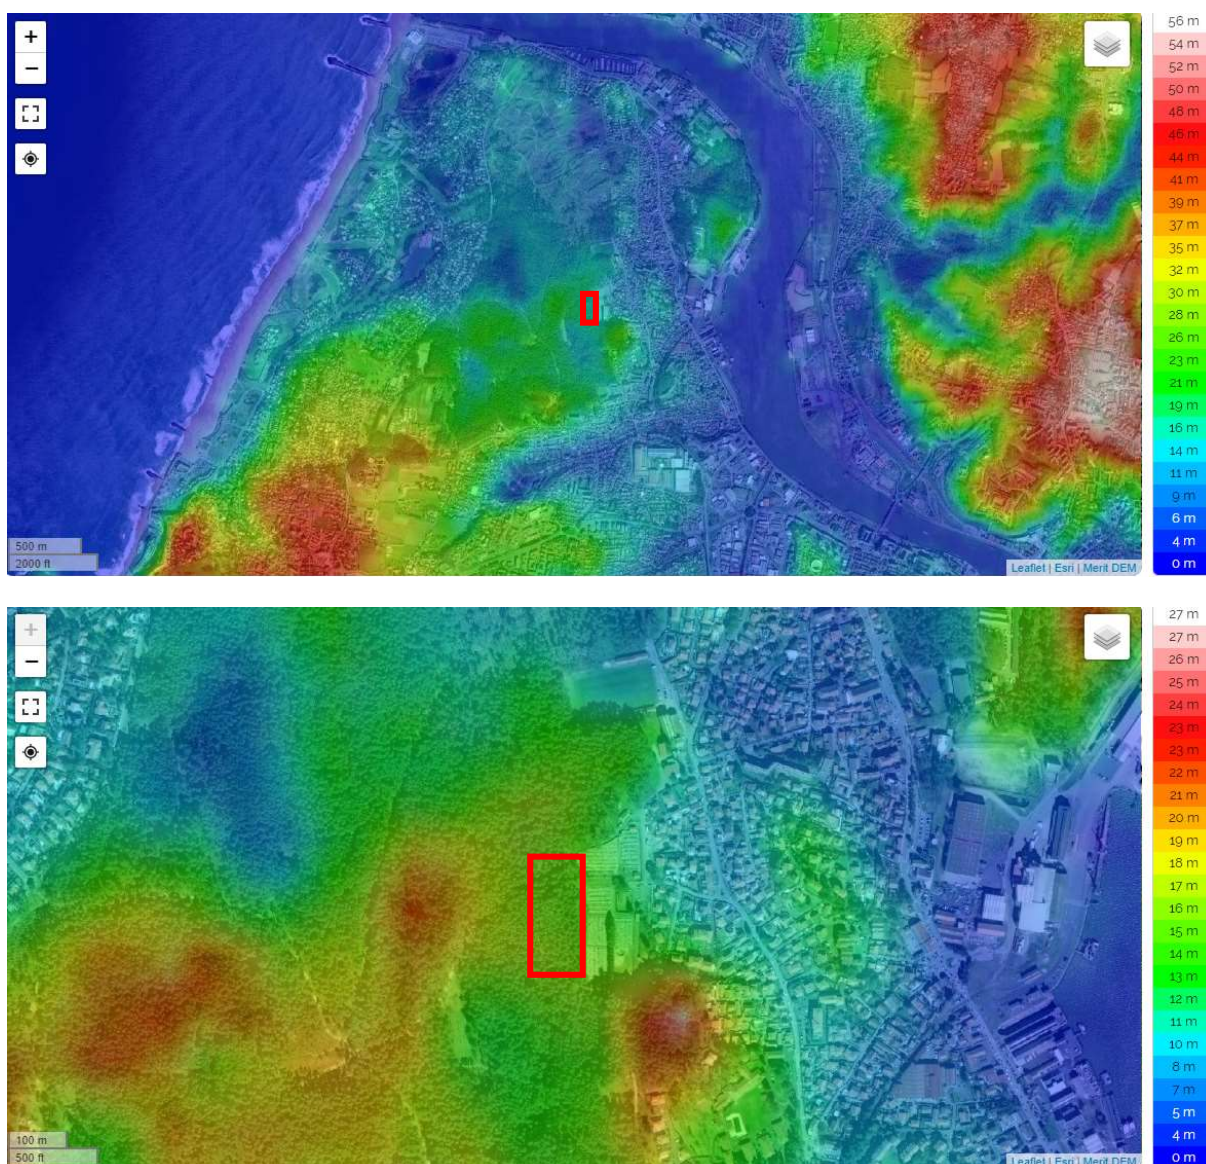 +
−
56 m
54 m
52 m
50 m
48 m
46 m
44 m
41 m
39 m
37 m
35 m
32 m
30 m
28 m
26 m
23 m
21 m
19 m
16 m
14 m
11 m
9 m
6 m
4 m
0 m
500 m
2000 ft
Leaflet | Esri | Merit DEM
+
−
27 m
27 m
26 m
25 m
24 m
23 m
23 m
22 m
21 m
20 m
19 m
18 m
17 m
16 m
15 m
14 m
13 m
12 m
11 m
10 m
8 m
7 m
5 m
4 m
0 m
100 m
500 ft
Leaflet | Esri | Merit DEM